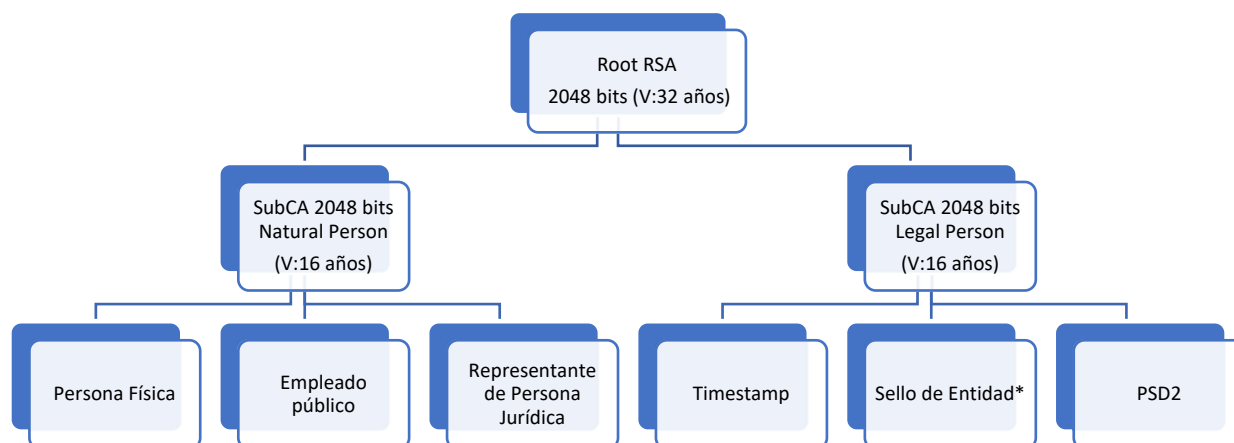 Root RSA
2048 bits (V:32 años)
SubCA 2048 bits
Natural Person
(V:16 años)
SubCA 2048 bits
Legal Person
(V:16 años)
Persona Física
Empleado
público
Representante
de Persona
Jurídica
Timestamp
Sello de Entidad*
PSD2